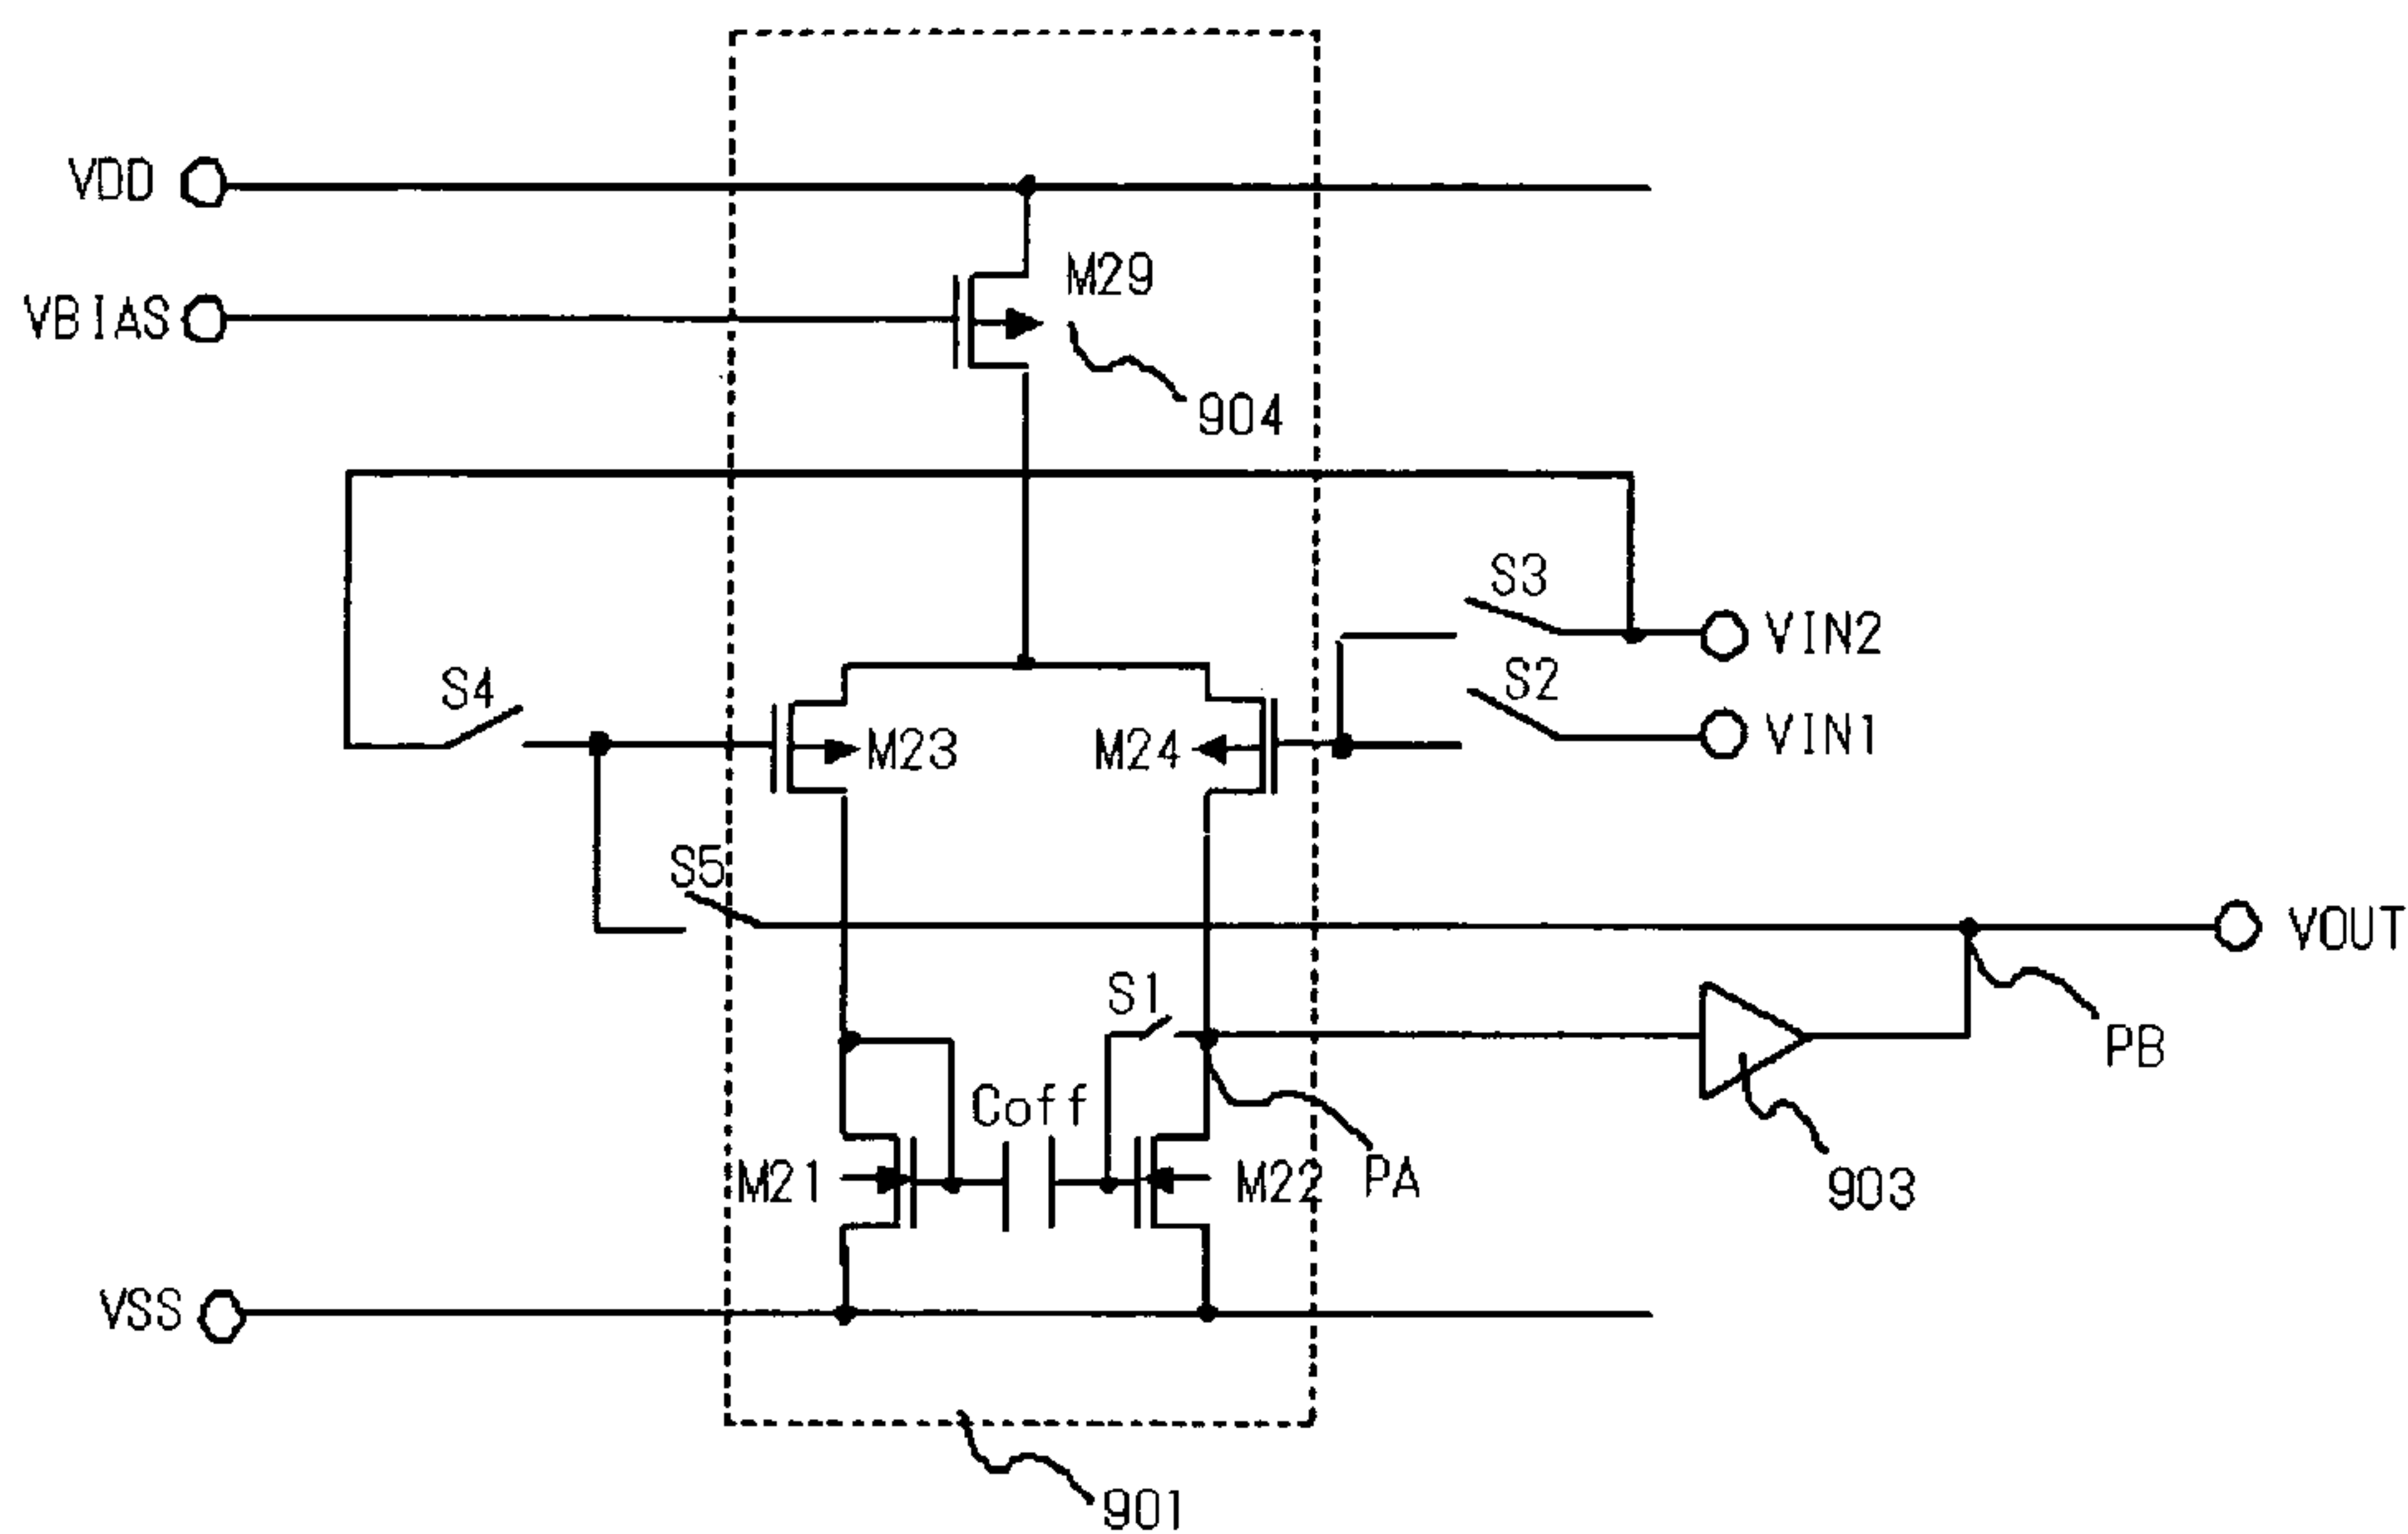 VDD
M29
VBIAS
904
S3
VIN2
S2
S4
VIN1
M23
M24
S5
VOUT
S1
PB
Coff
M21
M22
PA
903
VSS
901